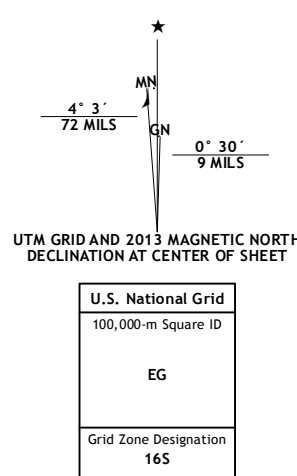 ★
MN
4° 3´
72 MILS
GN
0° 30´
9 MILS
UTM GRID AND 2013 MAGNETIC NORTH
DECLINATION AT CENTER OF SHEET
U.S. National Grid
100,000-m Square ID
EG
Grid Zone Designation
16S